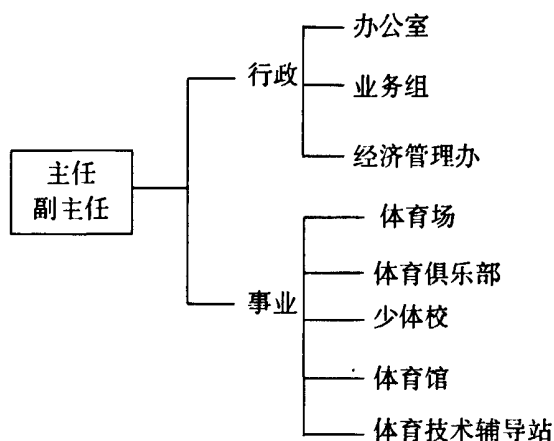 办公室
行政
业务组
经济管理办
主任
副主任
体育场
体育俱乐部
事业
少体校
体育馆
体育技术辅导站